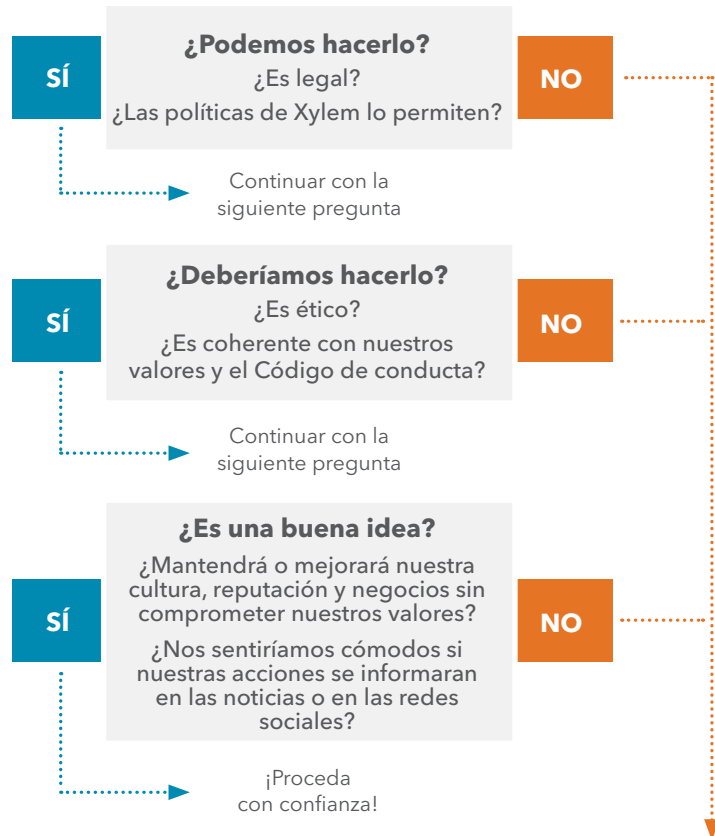 ¿Podemos hacerlo?
SÍ
¿Es legal?
NO
¿Las políticas de Xylem lo permiten?
Continuar con la
siguiente pregunta
¿Deberíamos hacerlo?
SÍ
¿Es ético?
NO
¿Es coherente con nuestros
valores y el Código de conducta?
Continuar con la
siguiente pregunta
¿Es una buena idea?
¿Mantendrá o mejorará nuestra
cultura, reputación y negocios sin
comprometer nuestros valores?
SÍ
NO
¿Nos sentiríamos cómodos si
nuestras acciones se informaran
en las noticias o en las redes
sociales?
¡Proceda
con confianza!